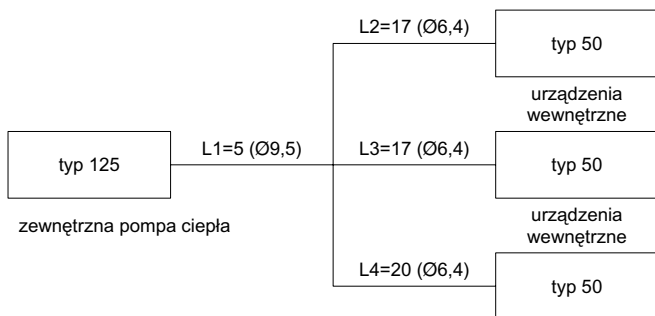 L2=17 (Ø6,4)
typ 50
urządzenia
wewnętrzne
typ 125
L1=5 (Ø9,5)
L3=17 (Ø6,4)
typ 50
zewnętrzna pompa ciepła
urządzenia
wewnętrzne
L4=20 (Ø6,4)
typ 50